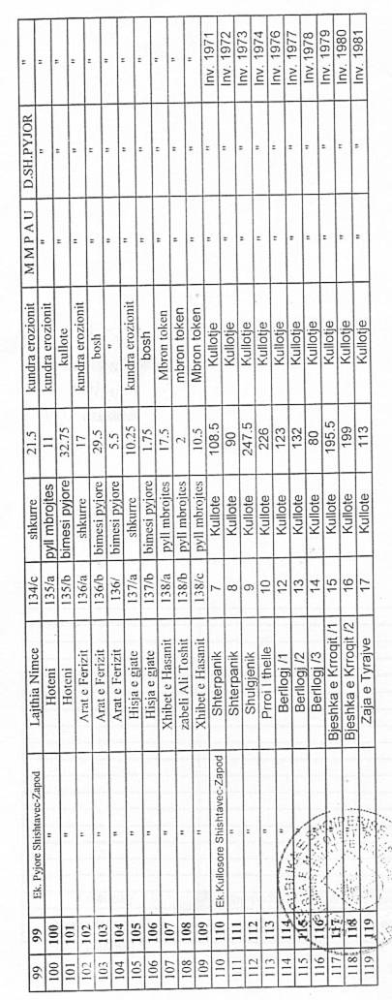 99 99 Ek. Pyjore Shishtavec-Zapod Lajthia Nimce 134/c shkurre 21.5 kundra erozionit M M P A U D.SH.PYJOR "
100 100 " Hoteni 135/a pyll mbrojtes 11 kundra erozionit " " "
101 101 " Hoteni 135/b bimesi pyjore 32.75 kullote " " "
102 102 " Arat e Ferizit 136/a shkurre 17 kundra erozionit " " "
103 103 " Arat e Ferizit 136/b bimesi pyjore 29.5 bosh " " "
104 104 " Arat e Ferizit 136/ bimesi pyjore 5.5 " " " "
105 105 " Hisja e gjate 137/a shkurre 10.25 kundra erozionit " " "
106 106 " Hisja e gjate 137/b bimesi pyjore 1.75 bosh " " "
107 107 " Xhibet e Hasanit 138/a pyll mbrojtes 17.5 Mbron token " " "
108 108 " zabeli Ali Toshit 138/b pyll mbrojtes 2 mbron token " " "
109 109 " Xhibet e Hasanit 138/c pyll mbrojtes 10.5 Mbron token " " "
110 110 Ek.Kullosore Shishtavec-Zapod Shterpanik 7 Kullote 108.5 Kullotje " " Inv. 1971
111 111 " Shterpanik 8 Kullote 90 Kullotje " " Inv. 1972
112 112 " Shulgjenik 9 Kullote 247.5 Kullotje " " Inv. 1973
113 113 " Prroi I thelle 10 Kullote 226 Kullotje " " Inv. 1974
114 114 " Berllogj /1 12 Kullote 123 Kullotje " " Inv. 1976
115 115 Berllogj /2 13 Kullote 132 Kullotje " " Inv. 1977
116 116 Berllogj /3 14 Kullote 80 Kullotje " " Inv. 1978
117 117 Bjeshka e Krroqit /1 15 Kullote 195.5 Kullotje " " Inv. 1979
118 118 Bjeshka e Krroqit /2 16 Kullote 199 Kullotje " " Inv. 1980
119 119 Zaja e Tyrajve 17 Kullote 113 Kullotje " " Inv. 1981